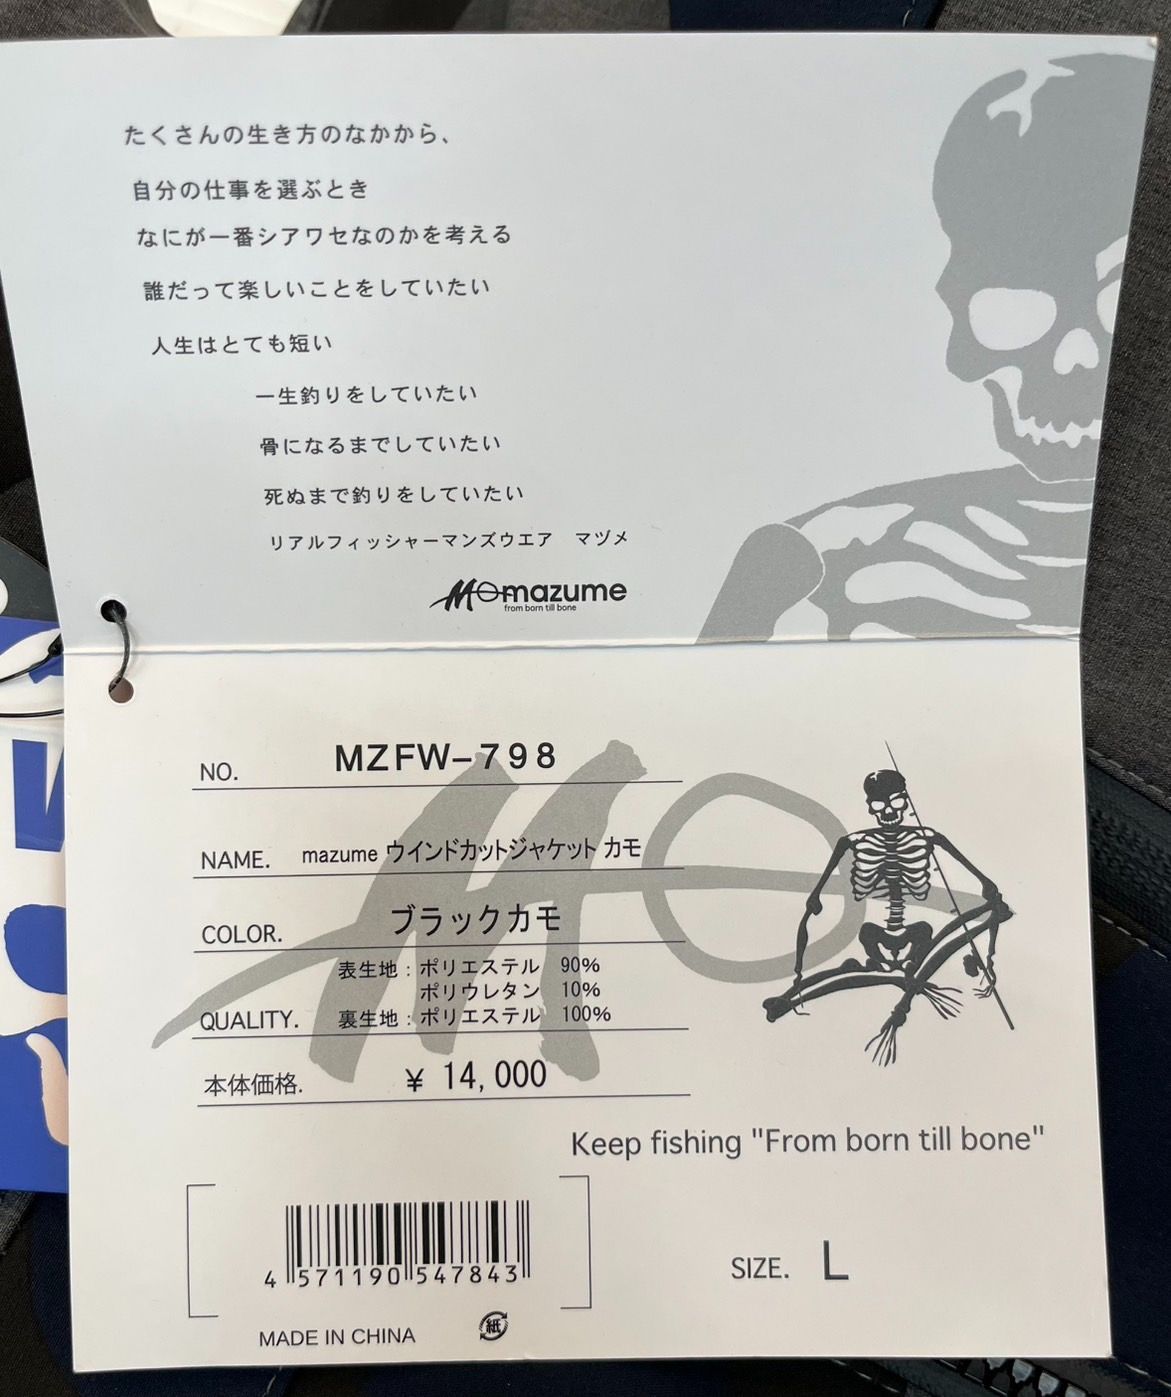 たくさんの生き方のなかから、
自分の仕事を選ぶとき
なにが一番シアワセなのかを考える
誰だって楽しいことをしていたい
人生はとても短い
一生釣りをしていたい
骨になるまでしていたい
死ぬまで釣りをしていたい
リアルフィッシャーマンズウエア　マヅメ
mazume
from born till bone
NO. MZFW-798
NAME. mazume ウインドカットジャケット カモ
COLOR. ブラックカモ
表生地：ポリエステル 90%
ポリウレタン 10%
QUALITY. 裏生地：ポリエステル 100%
本体価格. ¥ 14,000
Keep fishing "From born till bone"
4 571190 547843
SIZE. L
MADE IN CHINA
紙